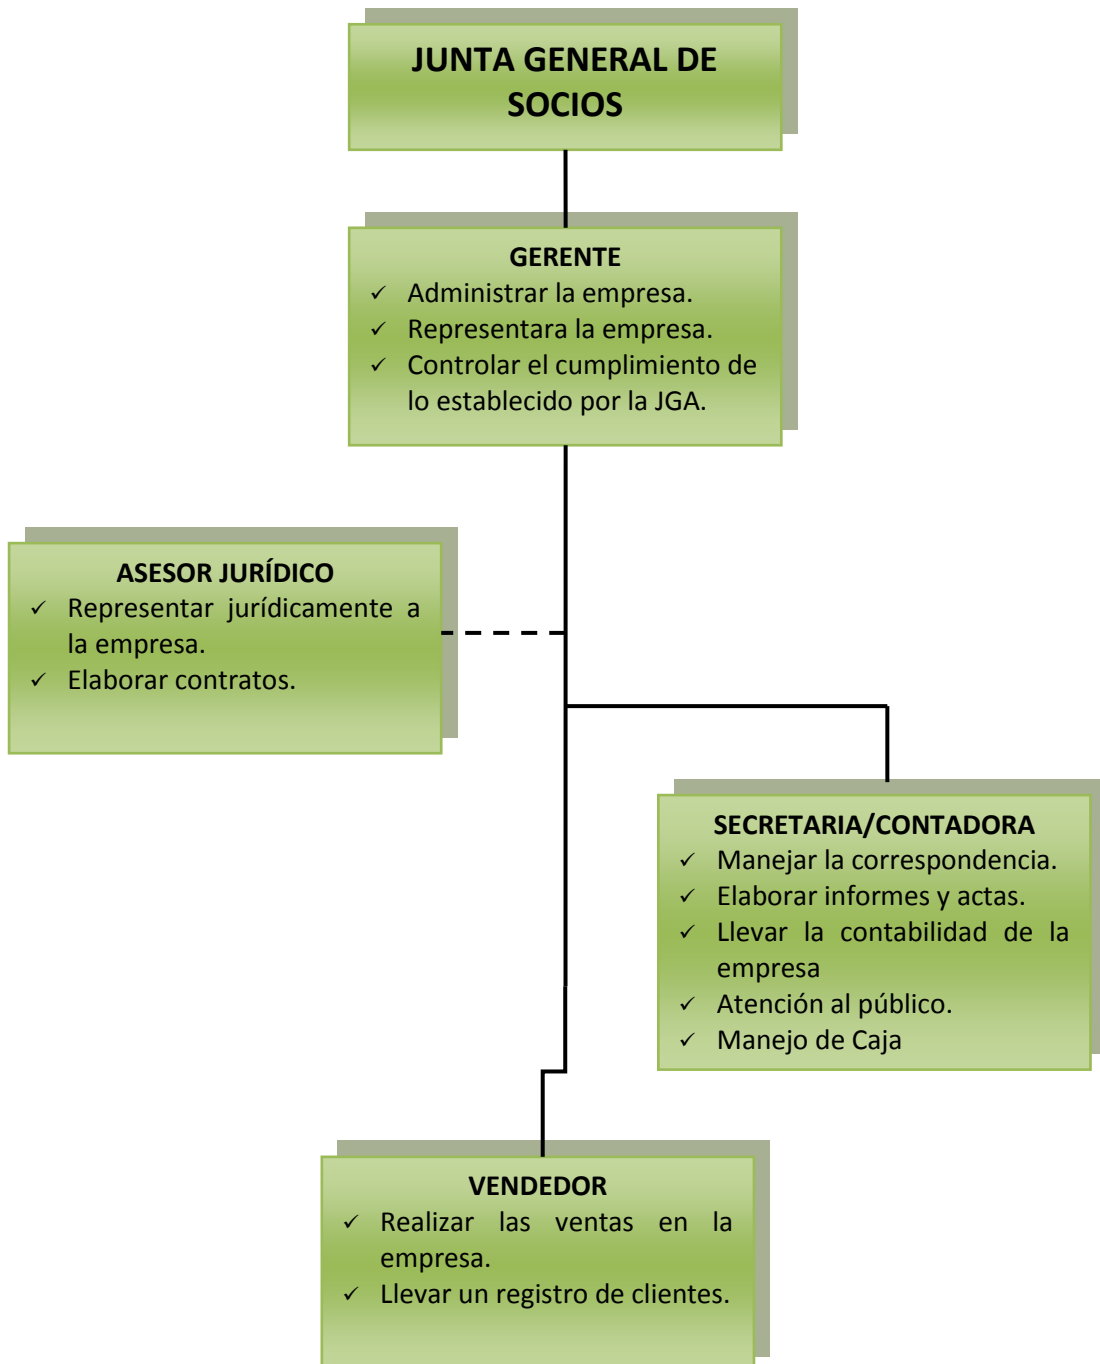 JUNTA GENERAL DE
SOCIOS
GERENTE
✓ Administrar la empresa.
✓ Representara la empresa.
✓ Controlar el cumplimiento de
lo establecido por la JGA.
ASESOR JURÍDICO
✓ Representar jurídicamente a
la empresa.
✓ Elaborar contratos.
SECRETARIA/CONTADORA
✓ Manejar la correspondencia.
✓ Elaborar informes y actas.
✓ Llevar la contabilidad de la
empresa
✓ Atención al público.
✓ Manejo de Caja
VENDEDOR
✓ Realizar las ventas en la
empresa.
✓ Llevar un registro de clientes.